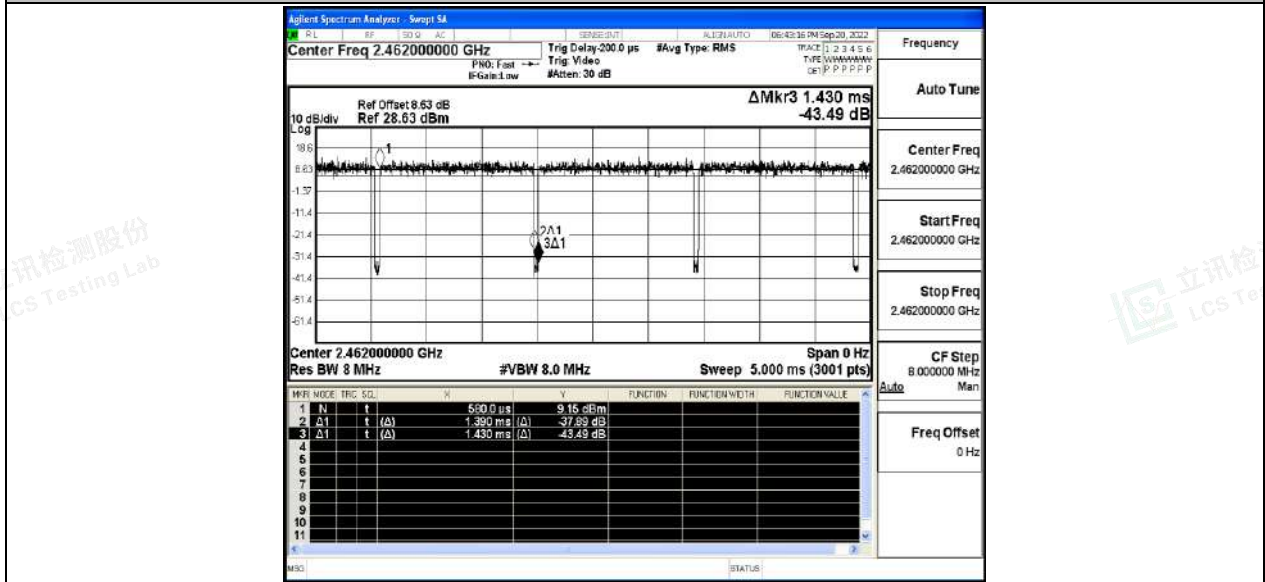 Agilent Spectrum Analyzer - Swept SA
RL RF 50 Ω AC SENSE:INT ALIGNAUTO 06:43:16 PM Sep 20, 2022
Center Freq 2.462000000 GHz
PNO: Fast
IFGain:Low
Trig Delay-200.0 µs
Trig: Video
#Atten: 30 dB
#Avg Type: RMS
TRACE 1 2 3 4 5 6
TYPE
DET P P P P P P
Ref Offset 8.63 dB
10 dB/div Ref 28.63 dBm
Log
ΔMkr3 1.430 ms
-43.49 dB
18.6
8.63
-1.37
-11.4
-21.4
-31.4
-41.4
-51.4
-61.4
1
2Δ1
3Δ1
Center 2.462000000 GHz Span 0 Hz
Res BW 8 MHz #VBW 8.0 MHz Sweep 5.000 ms (3001 pts)
MKR MODE TRC SCL X Y FUNCTION FUNCTION WIDTH FUNCTION VALUE
1 N t 580.0 us 9.15 dBm
2 Δ1 t (Δ) 1.390 ms (Δ) -37.89 dB
3 Δ1 t (Δ) 1.430 ms (Δ) -43.49 dB
4
5
6
7
8
9
10
11
MSG STATUS
Frequency
Auto Tune
Center Freq
2.462000000 GHz
Start Freq
2.462000000 GHz
Stop Freq
2.462000000 GHz
CF Step
8.000000 MHz
Auto Man
Freq Offset
0 Hz
立讯检测股份
LCS Testing Lab
立讯检
LCS Te